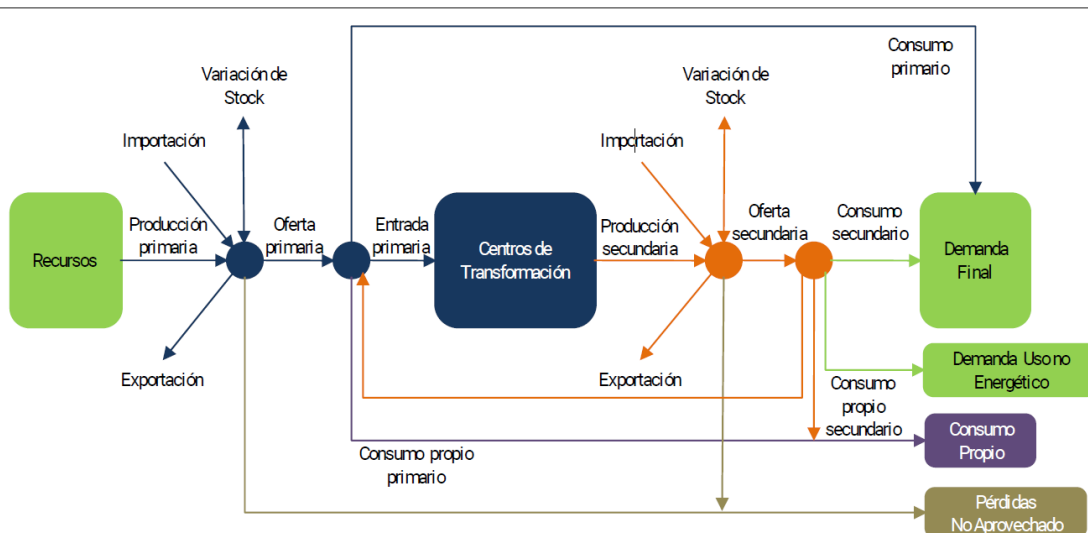 Consumo
primario
Variación de
Stock
Variación de
Stock
Importación
Importación
Recursos
Producción
primaria
Oferta
primaria
Entrada
primaria
Centros de
Transformación
Producción
secundaria
Oferta
secundaria
Consumo
secundario
Demanda
Final
Exportación
Exportación
Demanda Uso no
Energético
Consumo
propio
secundario
Consumo propio
primario
Consumo
Propio
Pérdidas
No Aprovechado